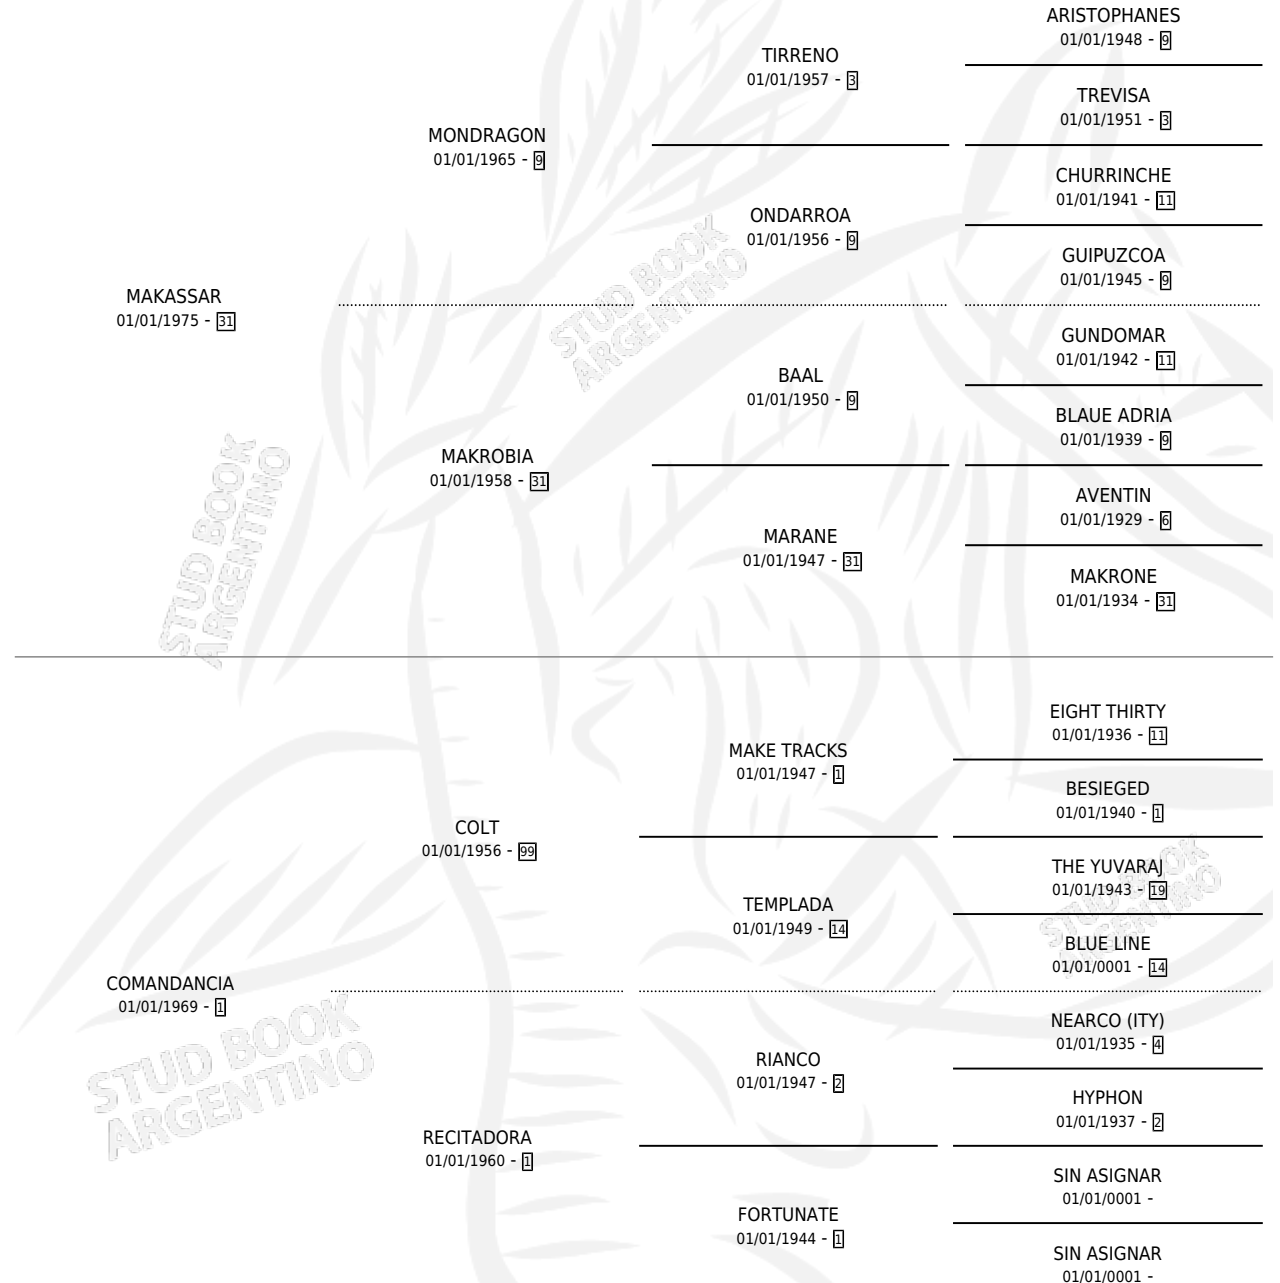 ARISTOPHANES
01/01/1948 - 9
TIRRENO
01/01/1957 - 3
TREVISA
01/01/1951 - 3
MONDRAGON
01/01/1965 - 9
CHURRINCHE
01/01/1941 - 11
ONDARROA
01/01/1956 - 9
GUIPUZCOA
01/01/1945 - 9
MAKASSAR
01/01/1975 - 31
STUD BOOK
ARGENTINO
GUNDOMAR
01/01/1942 - 11
BAAL
01/01/1950 - 9
BLAUE ADRIA
01/01/1939 - 9
MAKROBIA
01/01/1958 - 31
AVENTIN
01/01/1929 - 6
MARANE
01/01/1947 - 31
MAKRONE
01/01/1934 - 31
STUD BOOK
ARGENTINO
EIGHT THIRTY
01/01/1936 - 11
MAKE TRACKS
01/01/1947 - 1
BESIEGED
01/01/1940 - 1
COLT
01/01/1956 - 99
THE YUVARAJ
01/01/1943 - 19
TEMPLADA
01/01/1949 - 14
BLUE LINE
01/01/0001 - 14
STUD BOOK
ARGENTINO
COMANDANCIA
01/01/1969 - 1
STUD BOOK
ARGENTINO
NEARCO (ITY)
01/01/1935 - 4
RIANCO
01/01/1947 - 2
HYPHON
01/01/1937 - 2
RECITADORA
01/01/1960 - 1
SIN ASIGNAR
01/01/0001 -
FORTUNATE
01/01/1944 - 1
SIN ASIGNAR
01/01/0001 -